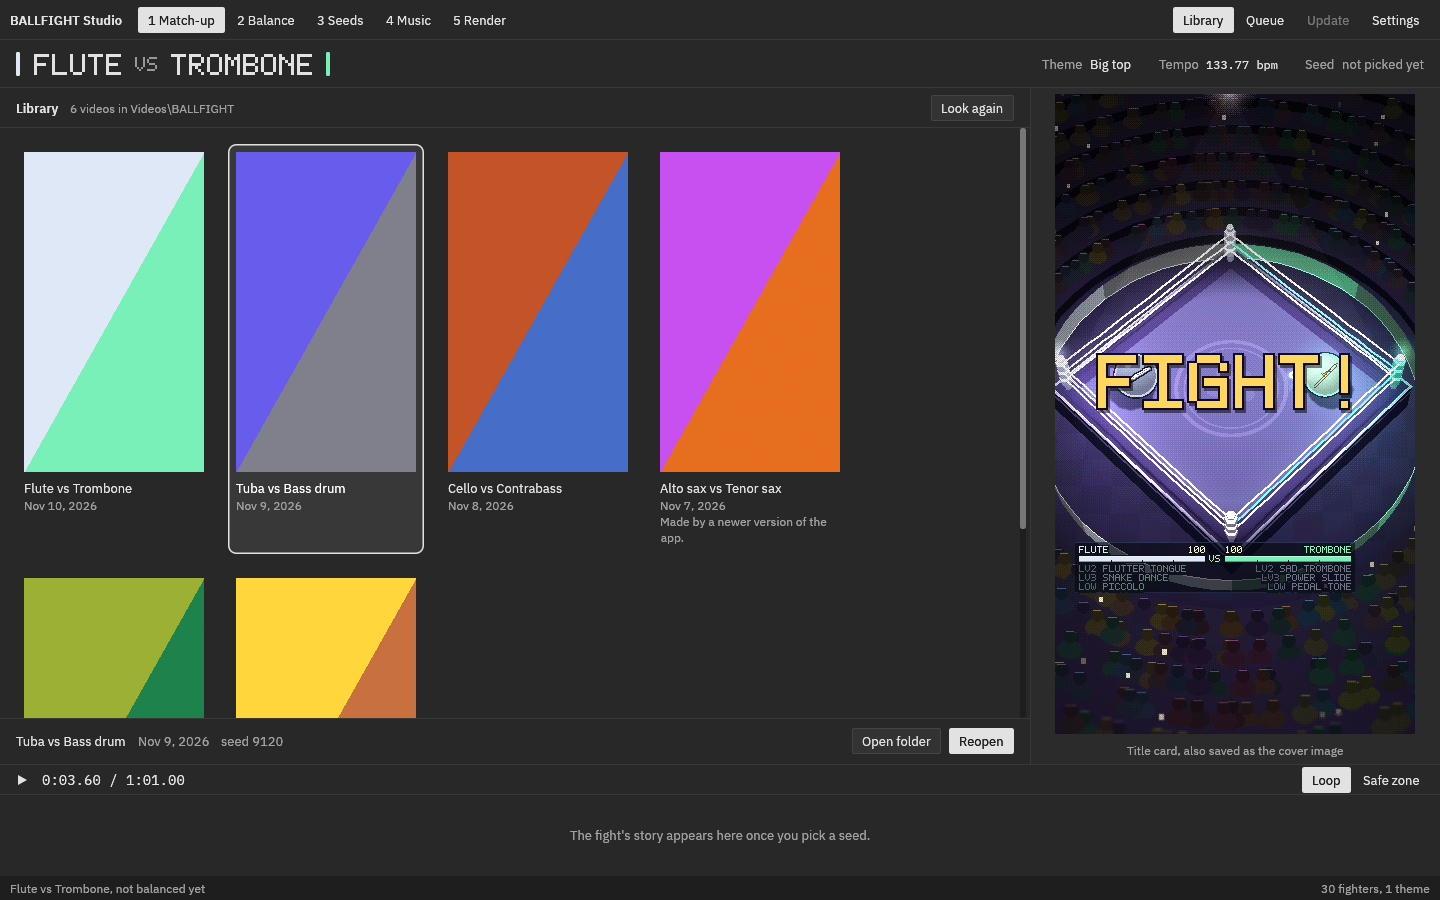 BALLFIGHT Studio 1 Match-up 2 Balance 3 Seeds 4 Music 5 Render Library Queue Update Settings
FLUTE VS TROMBONE Theme Big top Tempo 133.77 bpm Seed not picked yet
Library 6 videos in Videos\BALLFIGHT Look again
Flute vs Trombone
Nov 10, 2026
Tuba vs Bass drum
Nov 9, 2026
Cello vs Contrabass
Nov 8, 2026
Alto sax vs Tenor sax
Nov 7, 2026
Made by a newer version of the
app.
FIGHT!
FLUTE 100 VS 100 TROMBONE
LV2 FLUTTER TONGUE LV2 SAD TROMBONE
LV3 SNAKE DANCE LV3 POWER SLIDE
LOW PICCOLO LOW PEDAL TONE
Tuba vs Bass drum Nov 9, 2026 seed 9120 Open folder Reopen
Title card, also saved as the cover image
0:03.60 / 1:01.00 Loop Safe zone
The fight's story appears here once you pick a seed.
Flute vs Trombone, not balanced yet 30 fighters, 1 theme